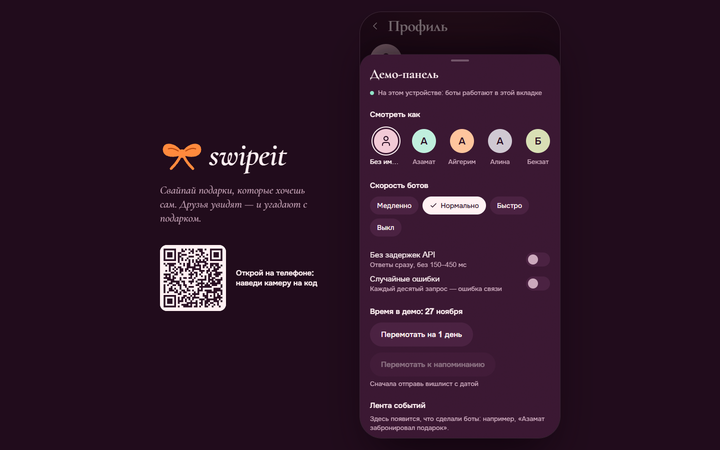 swipeit
Свайпай подарки, которые хочешь
сам. Друзья увидят — и угадают с
подарком.
Открой на телефоне:
наведи камеру на код
Профиль
Демо-панель
На этом устройстве: боты работают в этой вкладке
Смотреть как
А
А
А
Б
Без им...
Азамат
Айгерим
Алина
Бекзат
Скорость ботов
Медленно
Нормально
Быстро
Выкл
Без задержек API
Ответы сразу, без 150–450 мс
Случайные ошибки
Каждый десятый запрос — ошибка связи
Время в демо: 27 ноября
Перемотать на 1 день
Перемотать к напоминанию
Сначала отправь вишлист с датой
Лента событий
Здесь появится, что сделали боты: например, «Азамат
забронировал подарок».